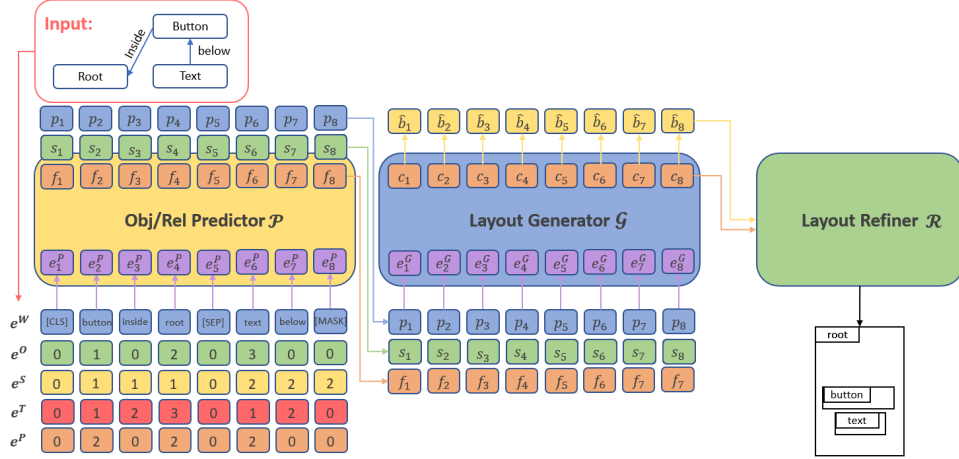 Input:
Button
Inside
below
Root
Text
p₁ p₂ p₃ p₄ p₅ p₆ p₇ p₈
s₁ s₂ s₃ s₄ s₅ s₆ s₇ s₈
f₁ f₂ f₃ f₄ f₅ f₆ f₇ f₈
Obj/Rel Predictor 𝒫
e₁ᴾ e₂ᴾ e₃ᴾ e₄ᴾ e₅ᴾ e₆ᴾ e₇ᴾ e₈ᴾ
eᵂ [CLS] button inside root [SEP] text below [MASK]
eᴼ 0 1 0 2 0 3 0 0
eˢ 0 1 1 1 0 2 2 2
eᵀ 0 1 2 3 0 1 2 0
eᴾ 0 2 0 2 0 2 0 0
b̂₁ b̂₂ b̂₃ b̂₄ b̂₅ b̂₆ b̂₇ b̂₈
c₁ c₂ c₃ c₄ c₅ c₆ c₇ c₈
Layout Generator 𝒢
e₁ᴳ e₂ᴳ e₃ᴳ e₄ᴳ e₅ᴳ e₆ᴳ e₇ᴳ e₈ᴳ
p₁ p₂ p₃ p₄ p₅ p₆ p₇ p₈
s₁ s₂ s₃ s₄ s₅ s₆ s₇ s₈
f₁ f₂ f₃ f₄ f₅ f₆ f₇ f₇
Layout Refiner ℛ
root
button
text